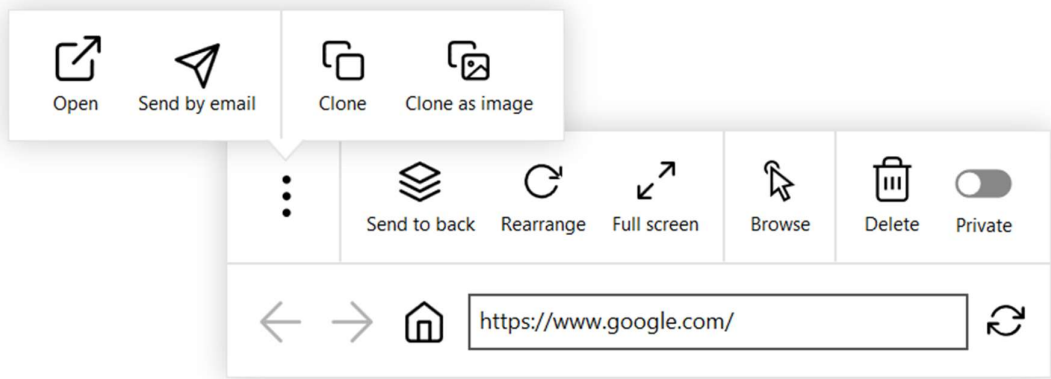 Open
Send by email
Clone
Clone as image
Send to back
Rearrange
Full screen
Browse
Delete
Private
https://www.google.com/